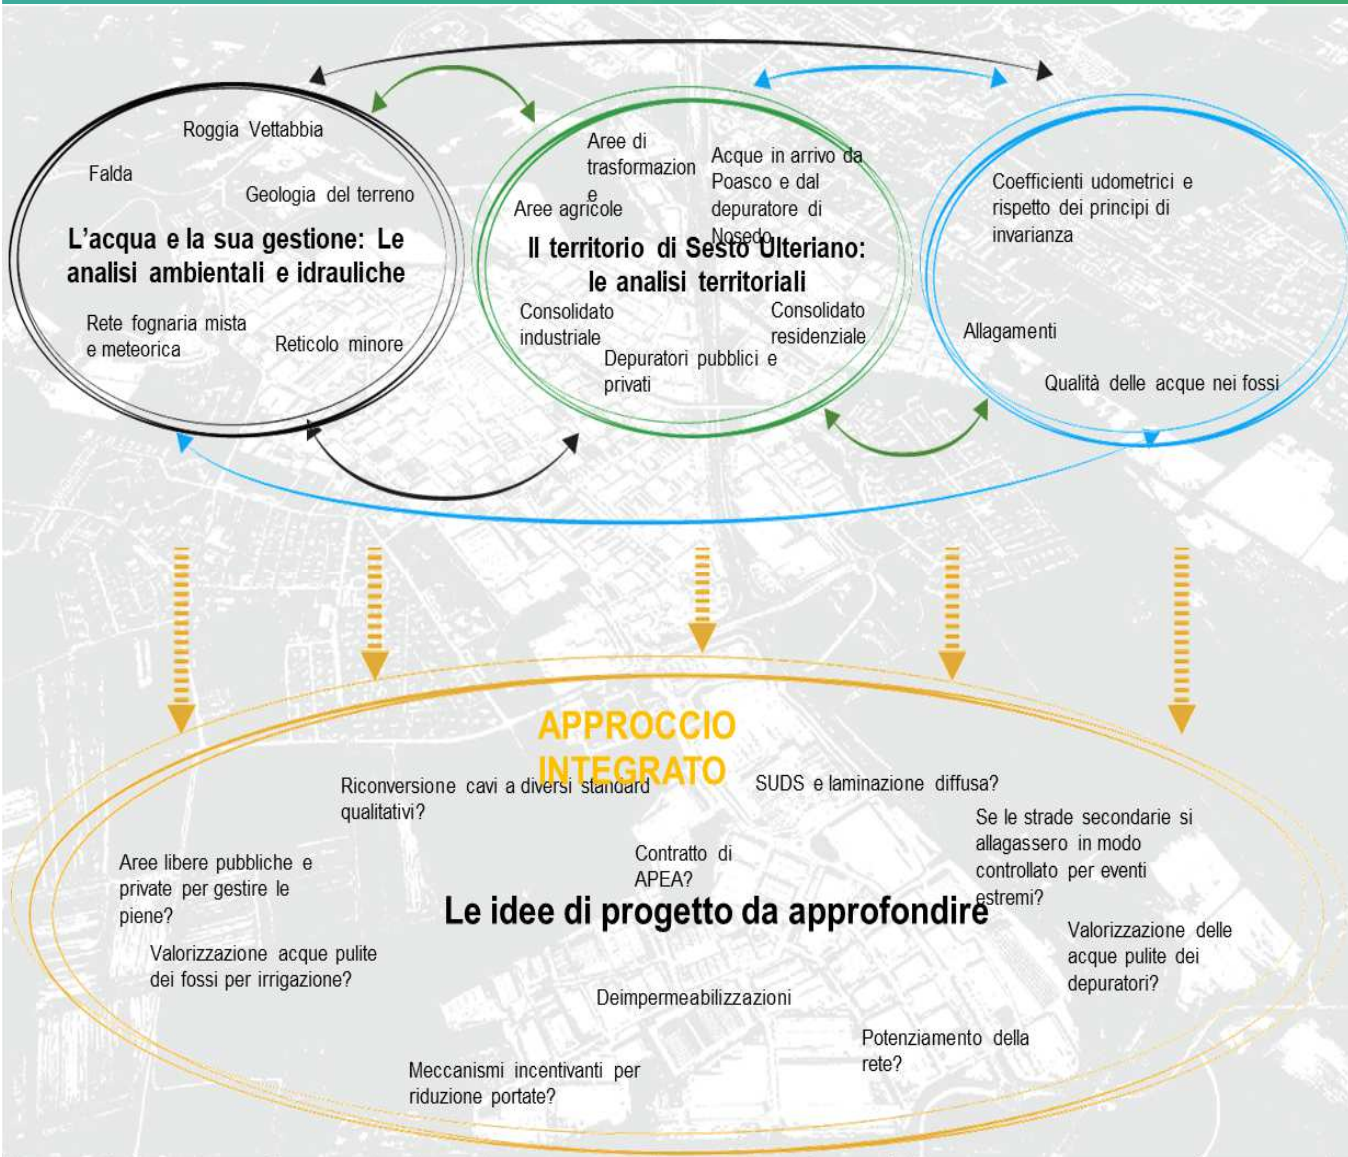 Roggia Vettabbia
Falda
Geologia del terreno
L'acqua e la sua gestione: Le
analisi ambientali e idrauliche
Rete fognaria mista
e meteorica
Reticolo minore
Aree di
trasformazion
e
Acque in arrivo da
Poasco e dal
depuratore di
Nosedo
Aree agricole
Il territorio di Sesto Ulteriano:
le analisi territoriali
Consolidato
industriale
Consolidato
residenziale
Depuratori pubblici e
privati
Coefficienti udometrici e
rispetto dei principi di
invarianza
Allagamenti
Qualità delle acque nei fossi
APPROCCIO
INTEGRATO
Riconversione cavi a diversi standard
qualitativi?
SUDS e laminazione diffusa?
Se le strade secondarie si
allagassero in modo
controllato per eventi
estremi?
Aree libere pubbliche e
private per gestire le
piene?
Contratto di
APEA?
Le idee di progetto da approfondire
Valorizzazione acque pulite
dei fossi per irrigazione?
Valorizzazione delle
acque pulite dei
depuratori?
Deimpermeabilizzazioni
Potenziamento della
rete?
Meccanismi incentivanti per
riduzione portate?